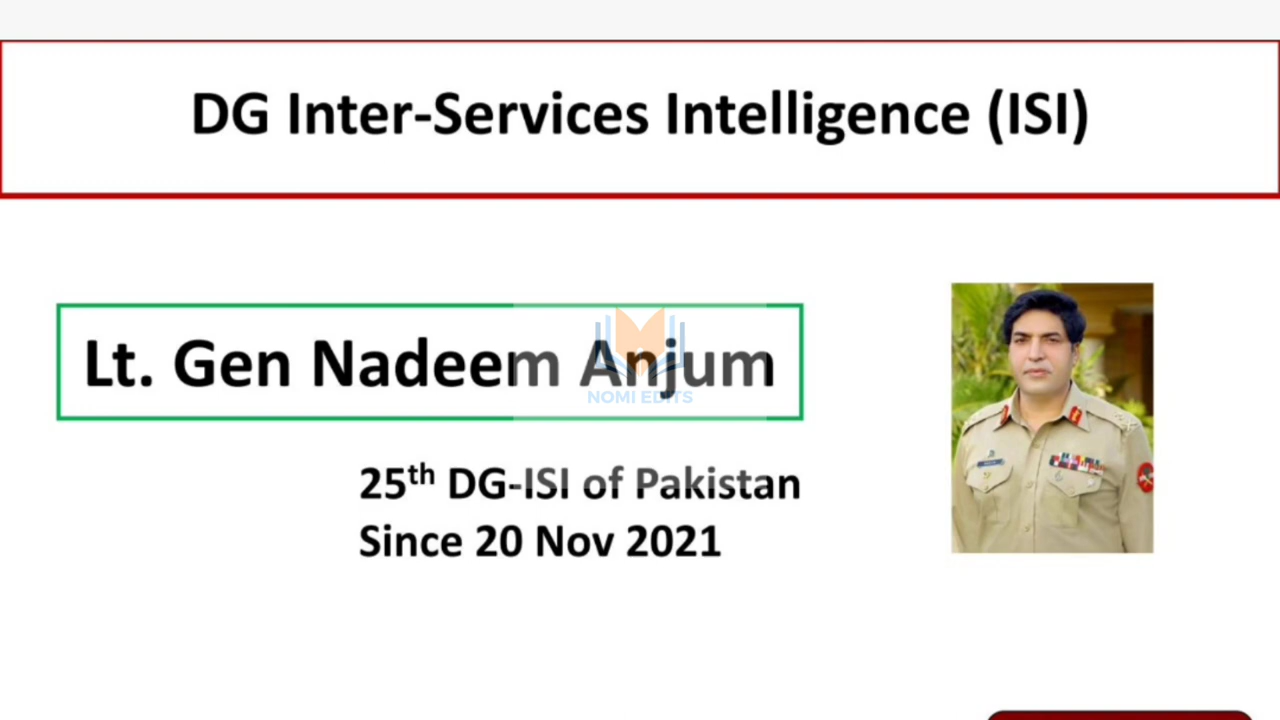 DG Inter-Services Intelligence (ISI)
Lt. Gen Nadeem Anjum
NOMI EDITS
25th DG-ISI of Pakistan
Since 20 Nov 2021